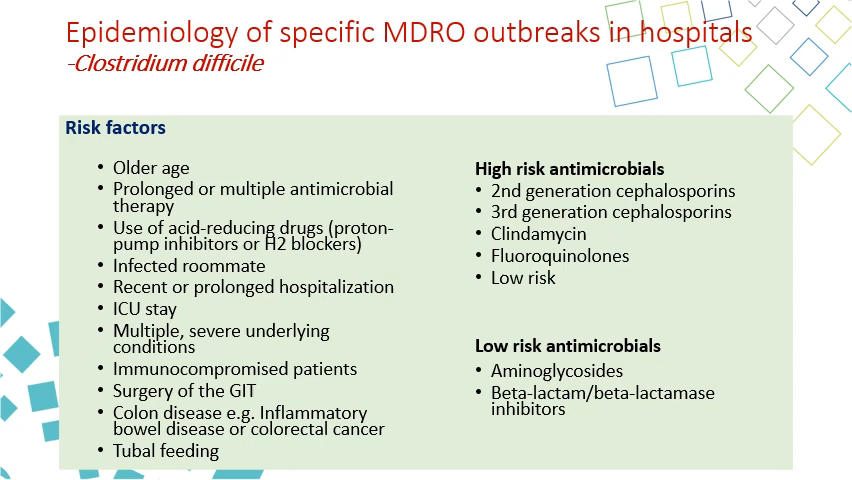 Epidemiology of specific MDRO outbreaks in hospitals
-Clostridium difficile
Risk factors
• Older age
• Prolonged or multiple antimicrobial
therapy
• Use of acid-reducing drugs (proton-
pump inhibitors or H2 blockers)
• Infected roommate
• Recent or prolonged hospitalization
• ICU stay
• Multiple, severe underlying
conditions
• Immunocompromised patients
• Surgery of the GIT
• Colon disease e.g. Inflammatory
bowel disease or colorectal cancer
• Tubal feeding
High risk antimicrobials
• 2nd generation cephalosporins
• 3rd generation cephalosporins
• Clindamycin
• Fluoroquinolones
• Low risk
Low risk antimicrobials
• Aminoglycosides
• Beta-lactam/beta-lactamase
inhibitors